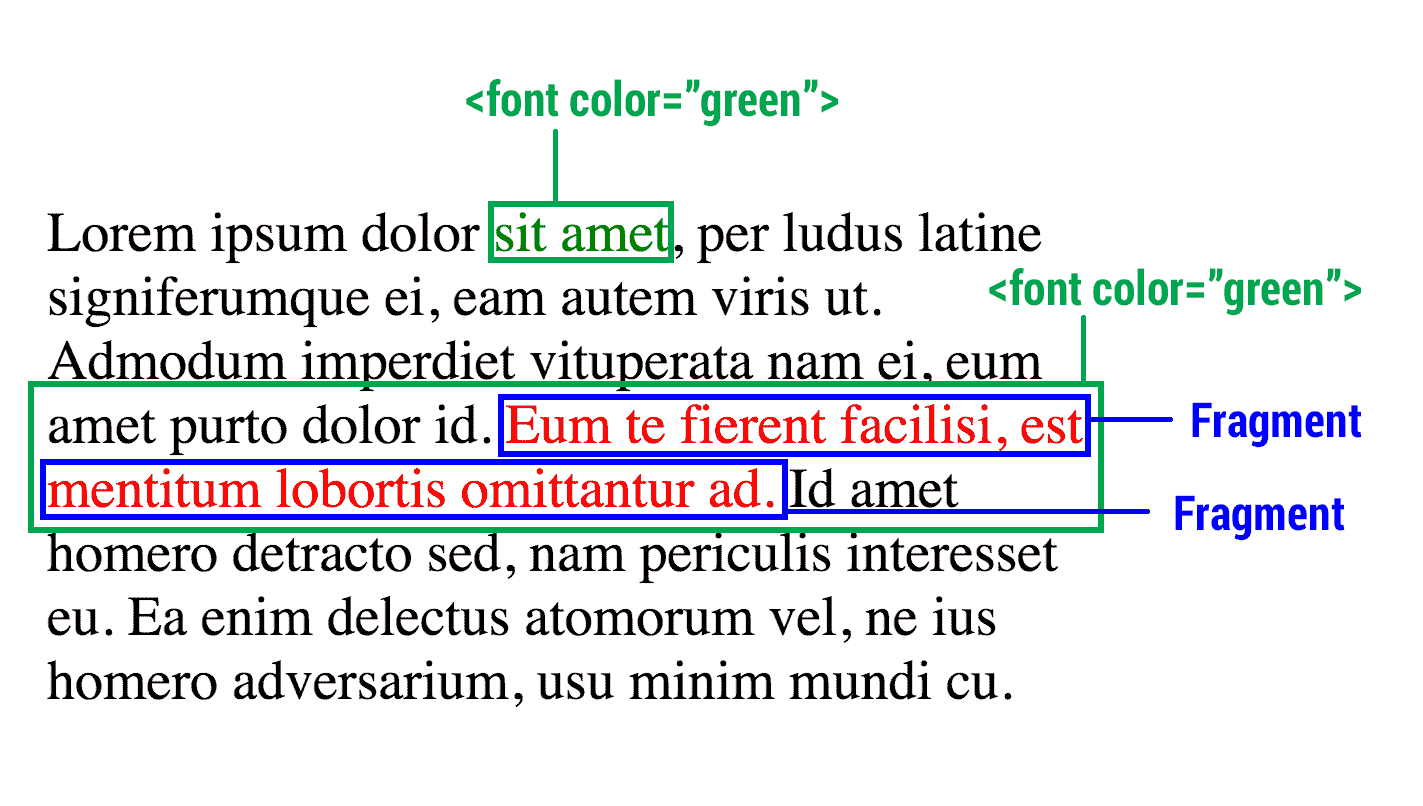 <font color=”green”>
Lorem ipsum dolor sit amet, per ludus latine
signiferumque ei, eam autem viris ut.
<font color=”green”>
Admodum imperdiet vituperata nam ei, eum
amet purto dolor id. Eum te fierent facilisi, est
Fragment
mentitum lobortis omittantur ad. Id amet
Fragment
homero detracto sed, nam periculis interesset
eu. Ea enim delectus atomorum vel, ne ius
homero adversarium, usu minim mundi cu.